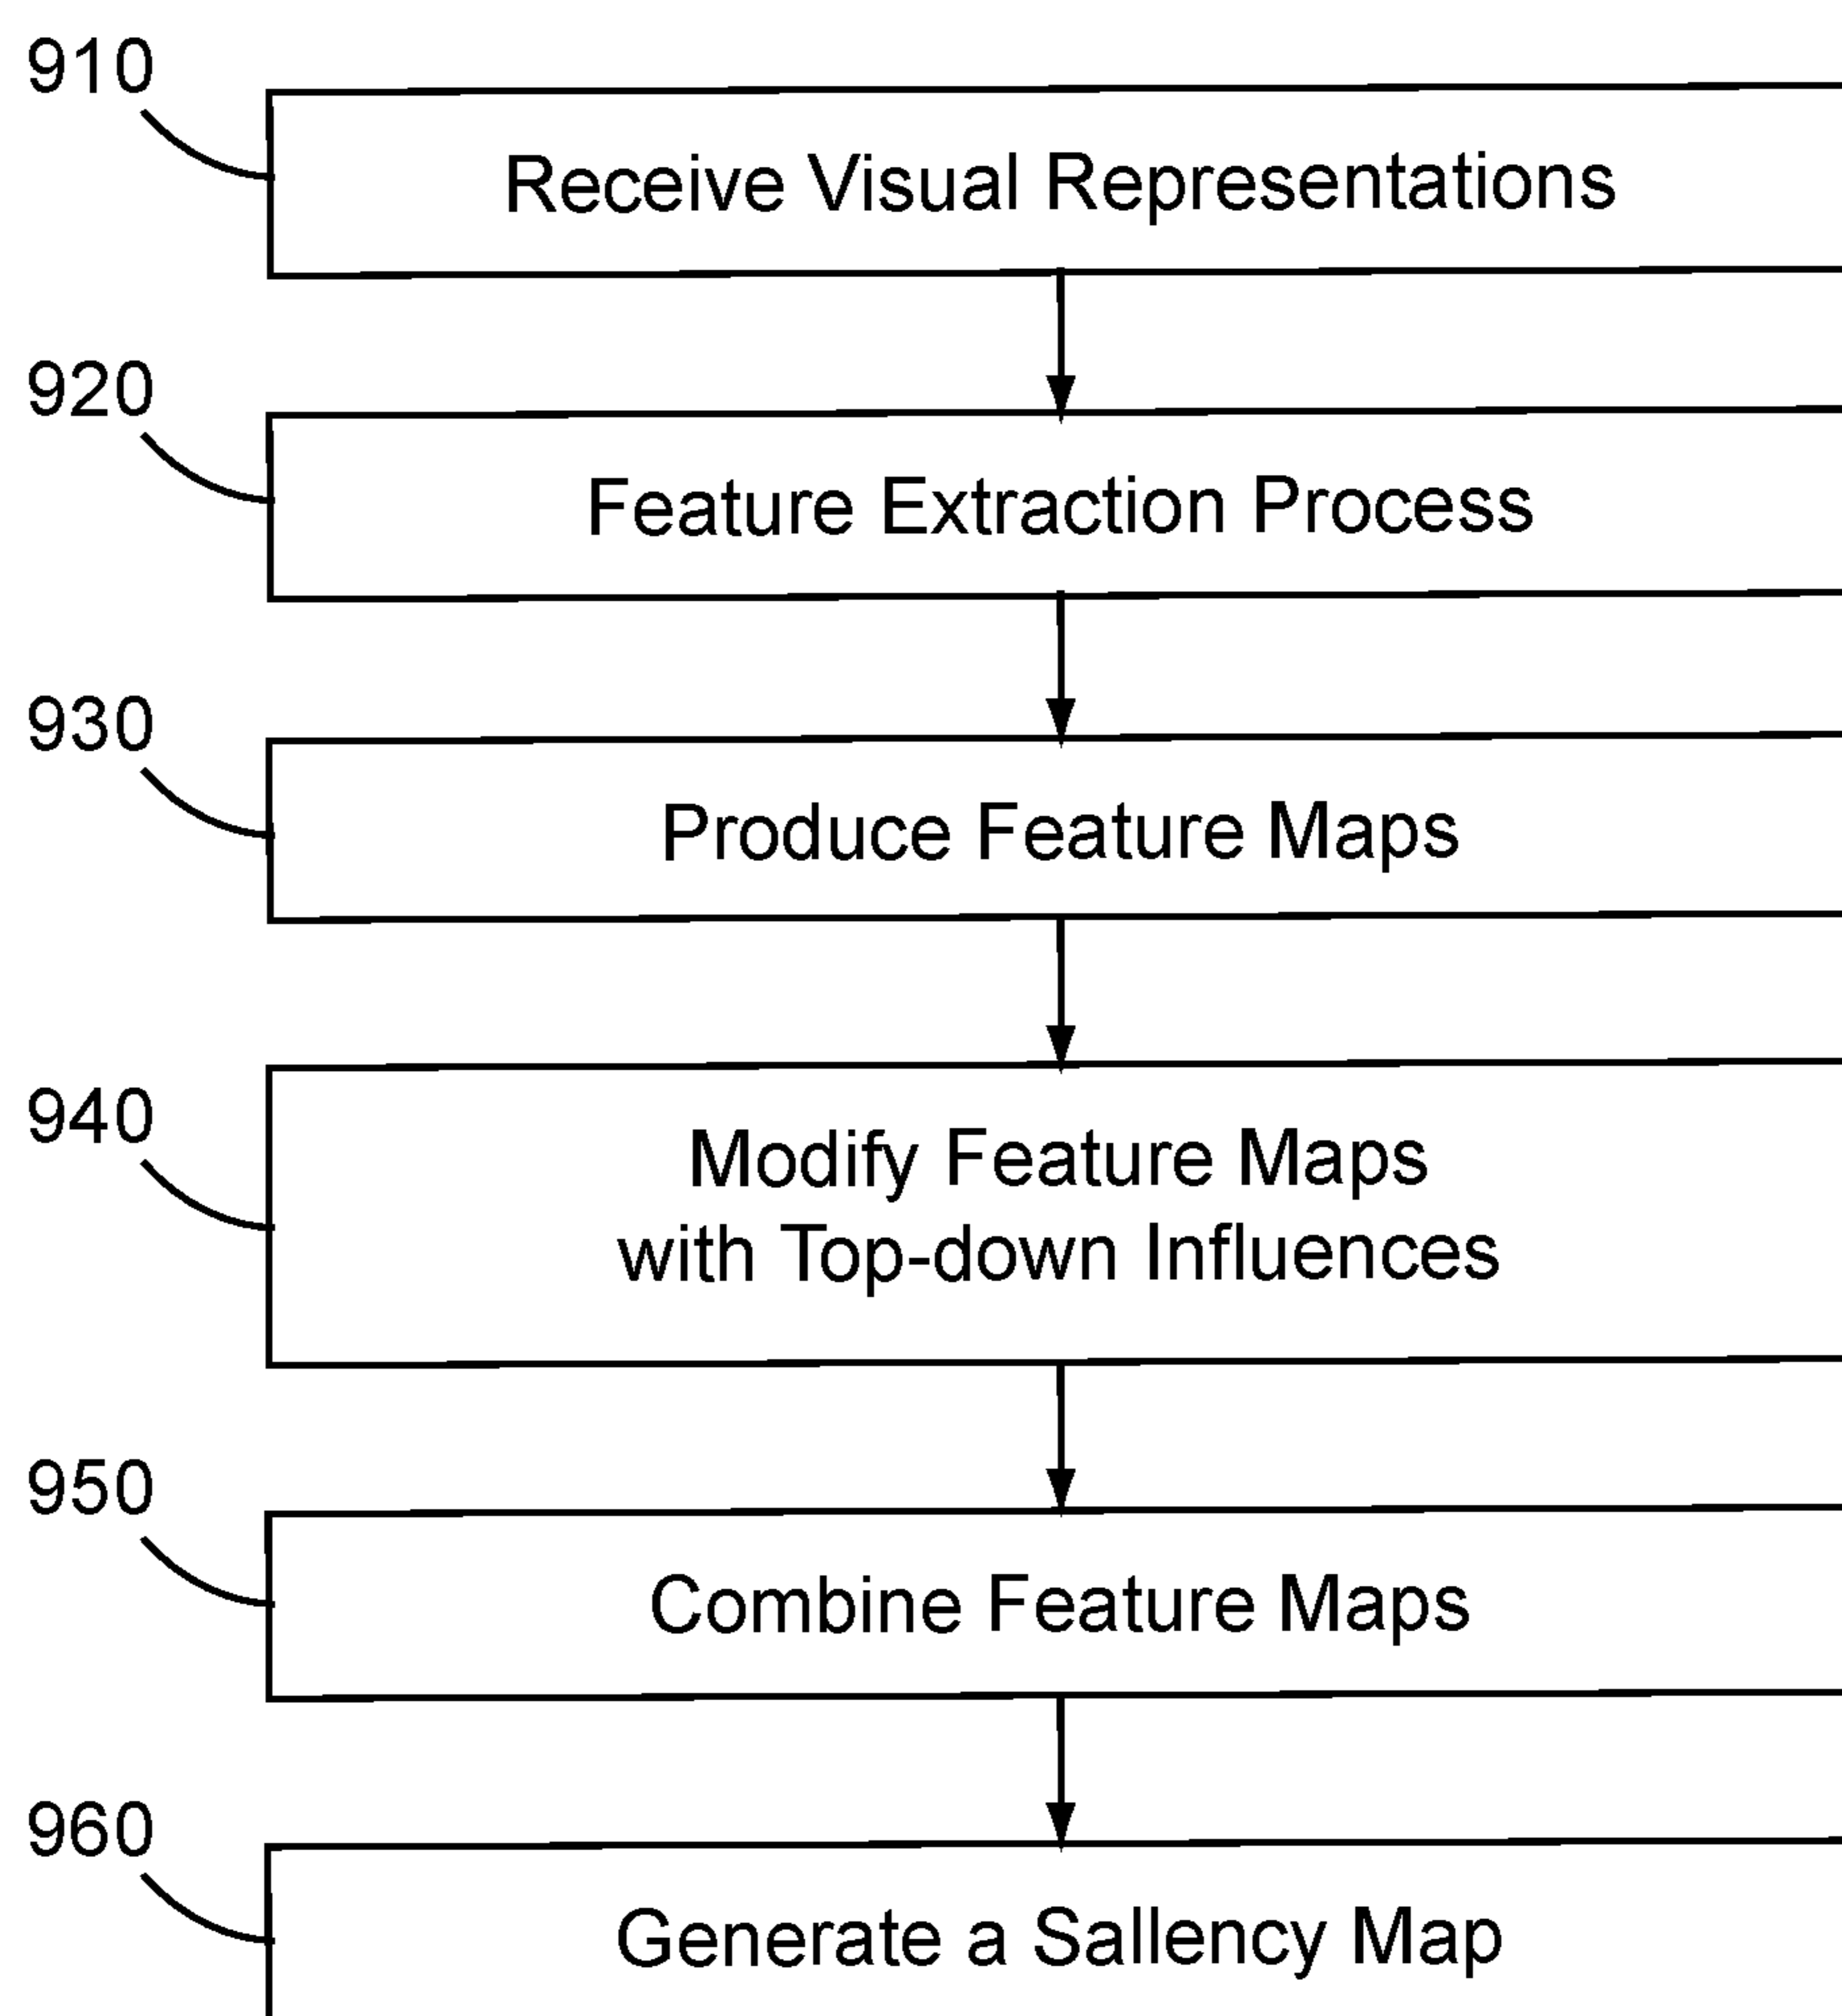 910
Receive Visual Representations
920
Feature Extraction Process
930
Produce Feature Maps
940
Modify Feature Maps
with Top-down Influences
950
Combine Feature Maps
960
Generate a Sallency Map